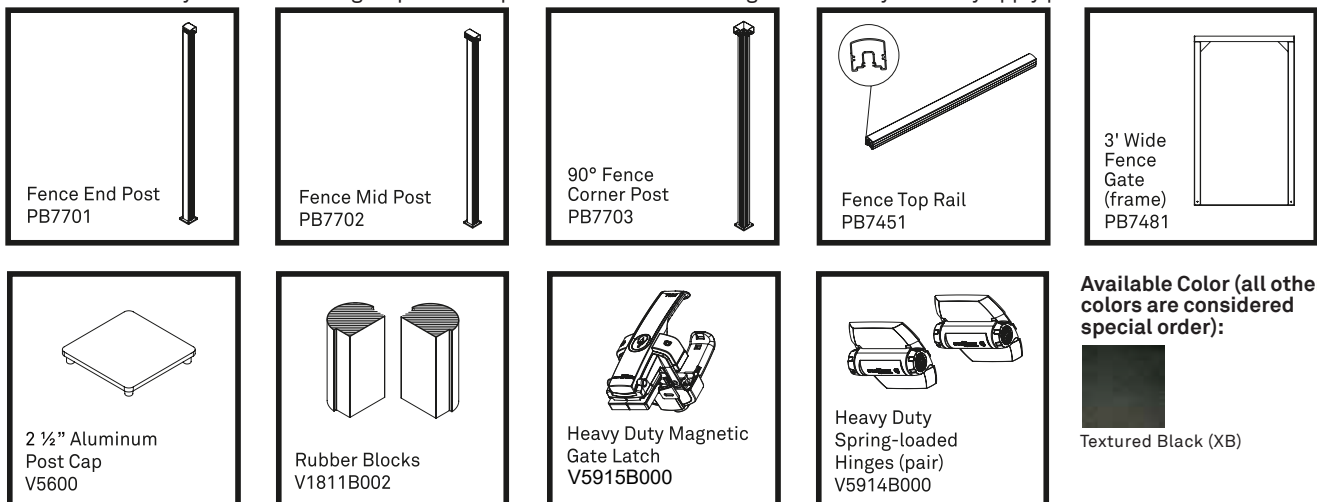 Fence End Post
PB7701
Fence Mid Post
PB7702
90° Fence
Corner Post
PB7703
Fence Top Rail
PB7451
3' Wide
Fence
Gate
(frame)
PB7481
2 ½” Aluminum
Post Cap
V5600
Rubber Blocks
V1811B002
Heavy Duty Magnetic
Gate Latch
V5915B000
Heavy Duty
Spring-loaded
Hinges (pair)
V5914B000
Available Color (all othe
colors are considered
special order):
Textured Black (XB)